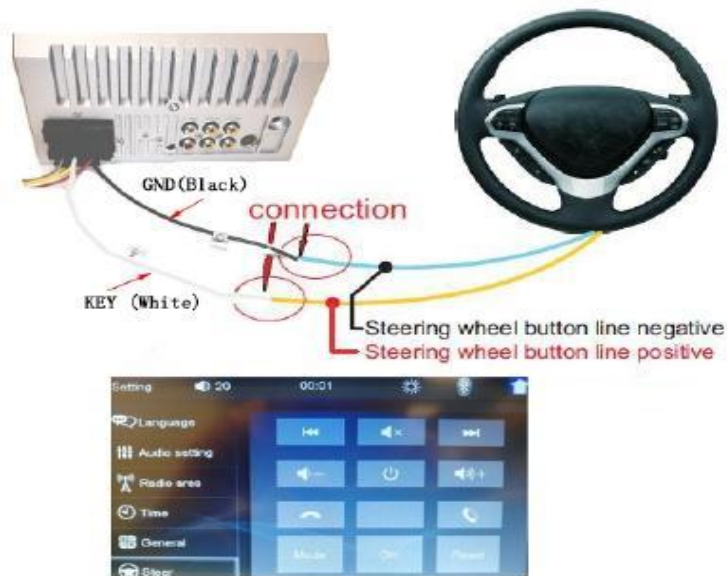 GND(Black)
connection
KEY (White)
Steering wheel button line negative
Steering wheel button line positive
Setting 20 00:01
Language
Audio setting
Radio area
Time
General
Steer
Mode
Reset